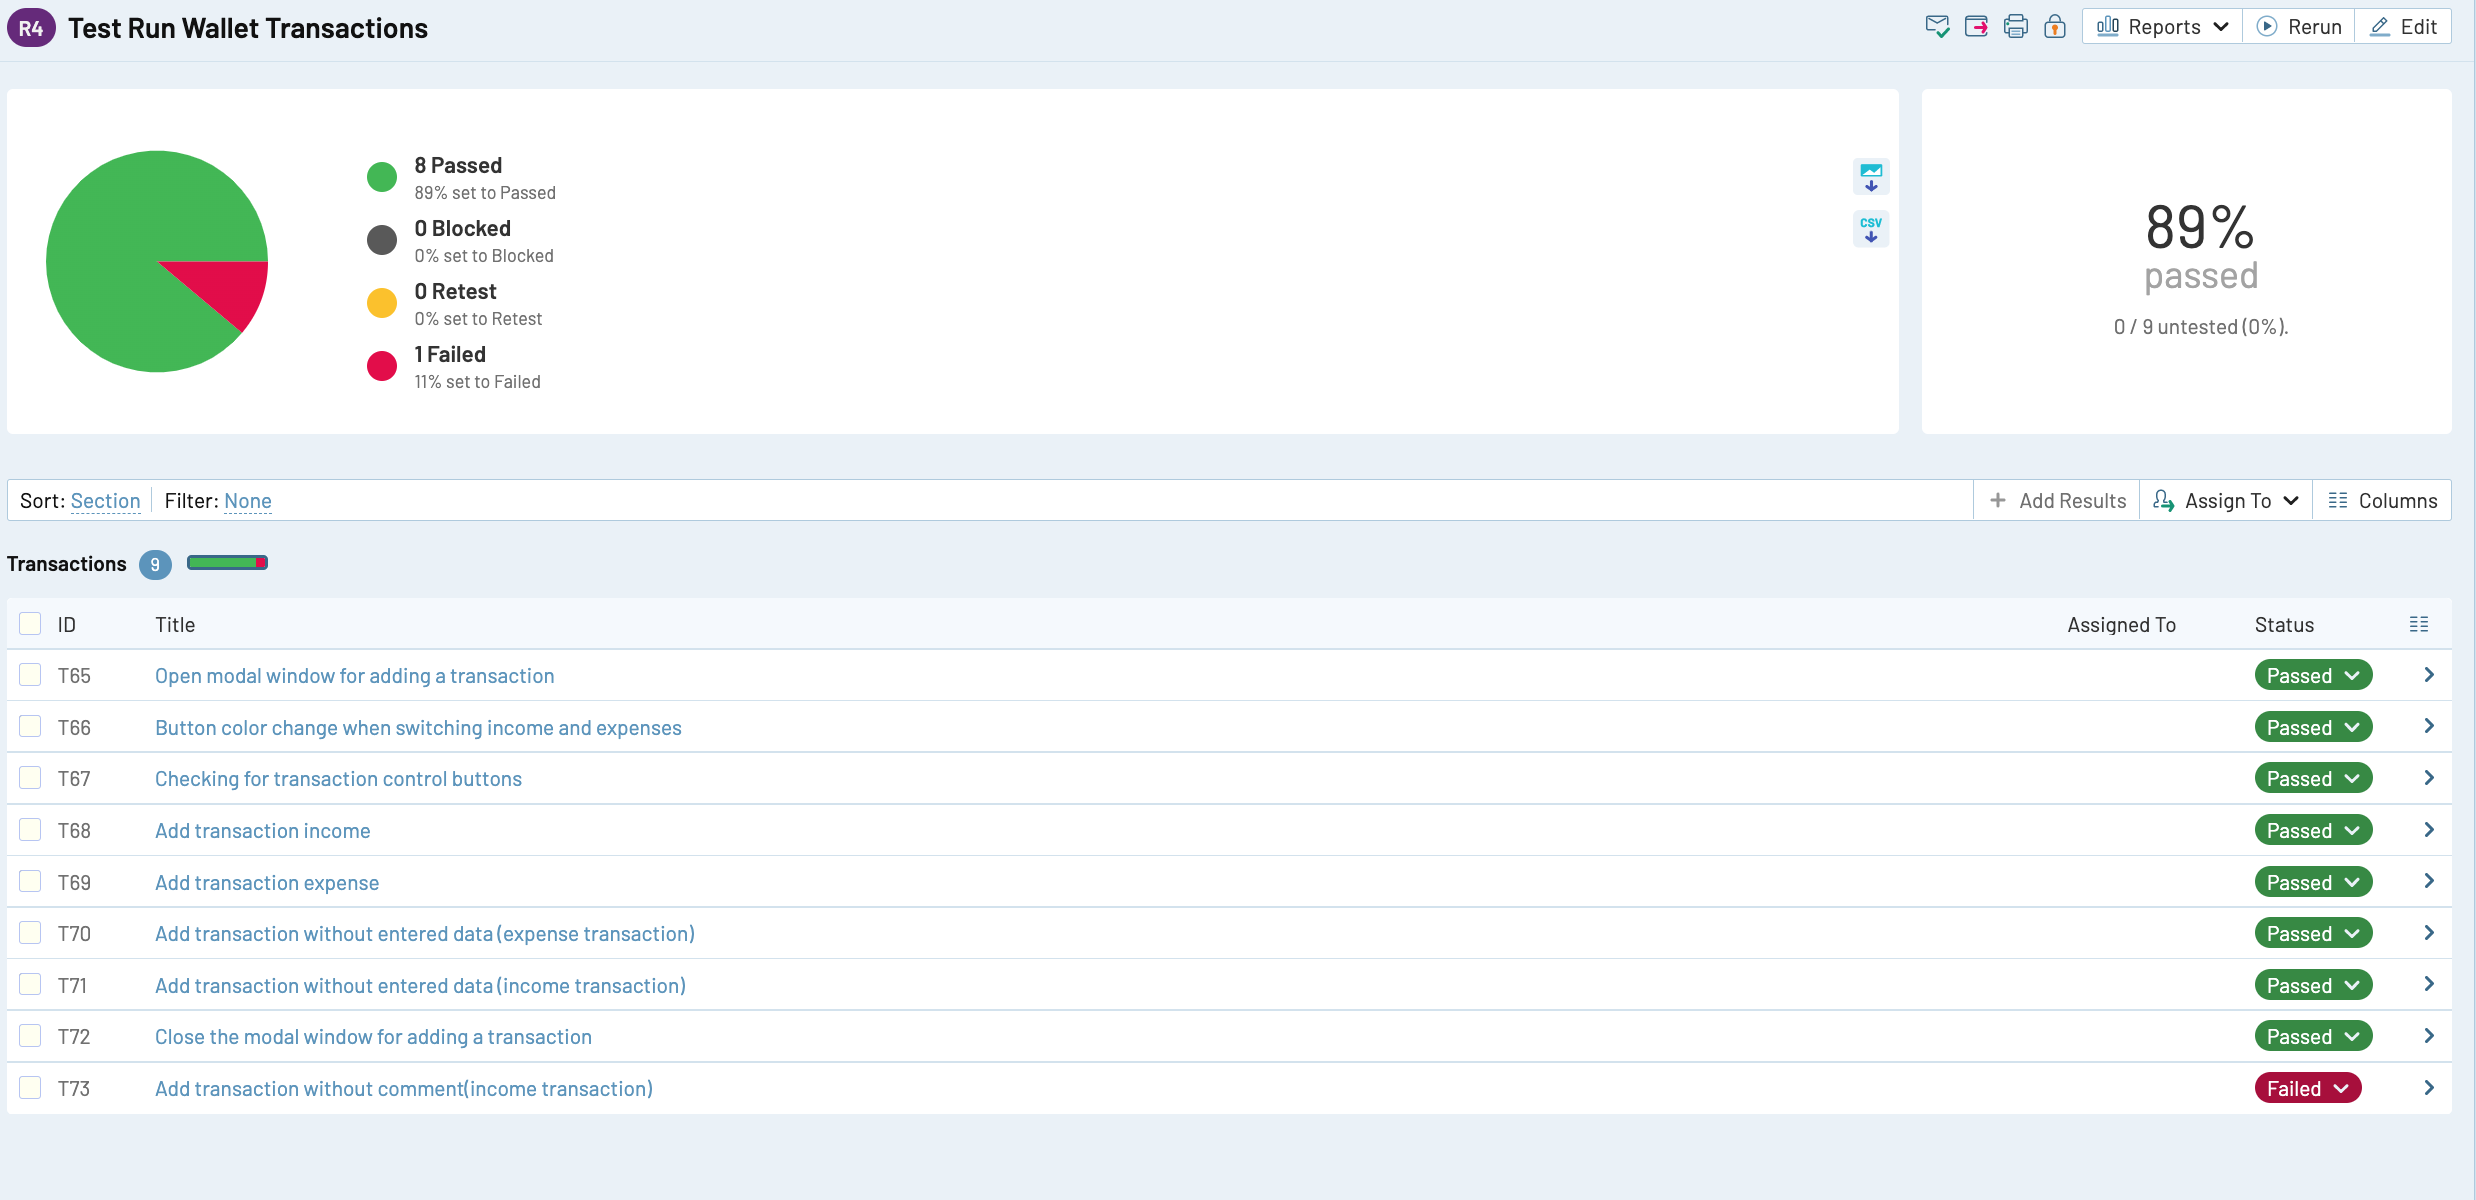 R4 Test Run Wallet Transactions
Reports Rerun Edit
8 Passed
89% set to Passed
0 Blocked
0% set to Blocked
0 Retest
0% set to Retest
1 Failed
11% set to Failed
CSV
89%
passed
0 / 9 untested (0%).
Sort: Section Filter: None
+ Add Results Assign To Columns
Transactions 9
ID Title Assigned To Status
T65 Open modal window for adding a transaction Passed
T66 Button color change when switching income and expenses Passed
T67 Checking for transaction control buttons Passed
T68 Add transaction income Passed
T69 Add transaction expense Passed
T70 Add transaction without entered data (expense transaction) Passed
T71 Add transaction without entered data (income transaction) Passed
T72 Close the modal window for adding a transaction Passed
T73 Add transaction without comment(income transaction) Failed